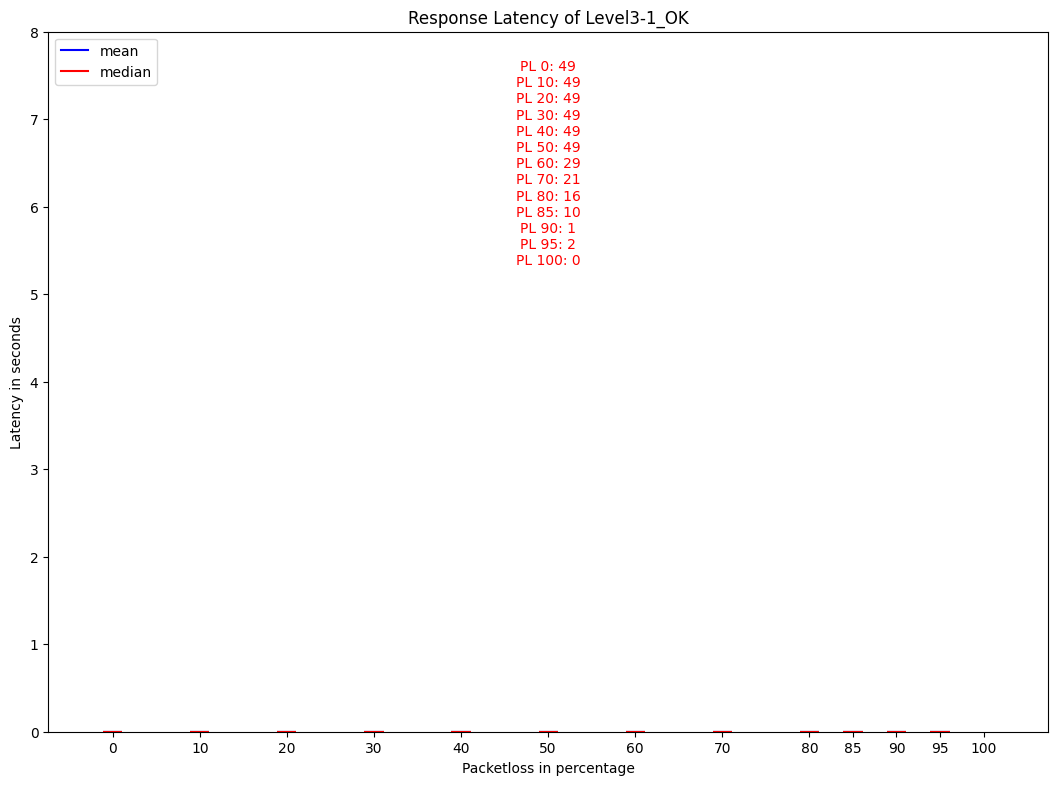 Response Latency of Level3-1_OK
mean
median
PL 0: 49
PL 10: 49
PL 20: 49
PL 30: 49
PL 40: 49
PL 50: 49
PL 60: 29
PL 70: 21
PL 80: 16
PL 85: 10
PL 90: 1
PL 95: 2
PL 100: 0
Latency in seconds
8
7
6
5
4
3
2
1
0
0 10 20 30 40 50 60 70 80 85 90 95 100
Packetloss in percentage